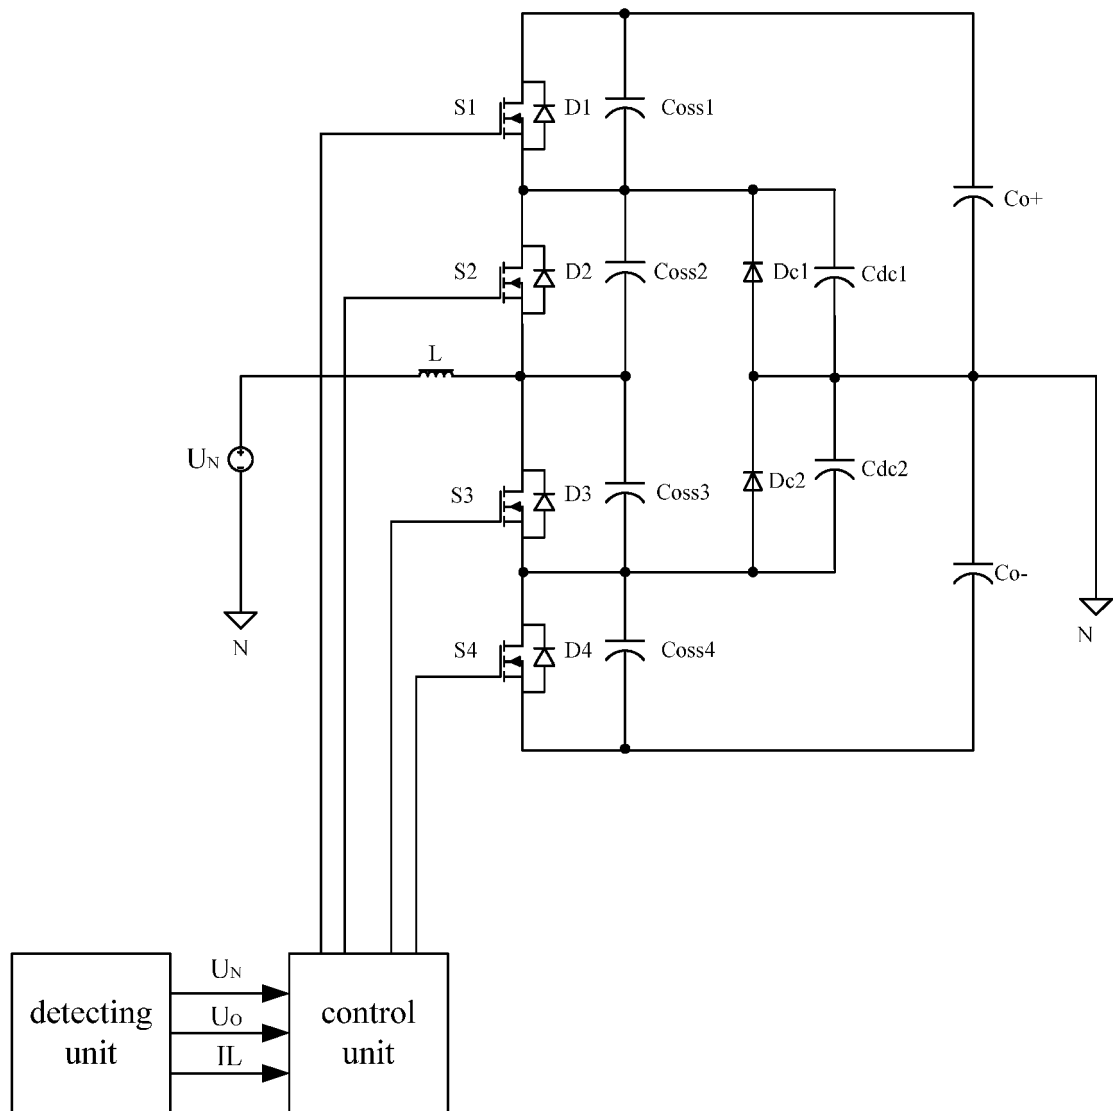 S1
D1
Coss1
Co+
S2
D2
Coss2
Dc1
Cdc1
L
UN
S3
D3
Coss3
Dc2
Cdc2
Co-
N
N
S4
D4
Coss4
detecting
unit
UN
UO
IL
control
unit